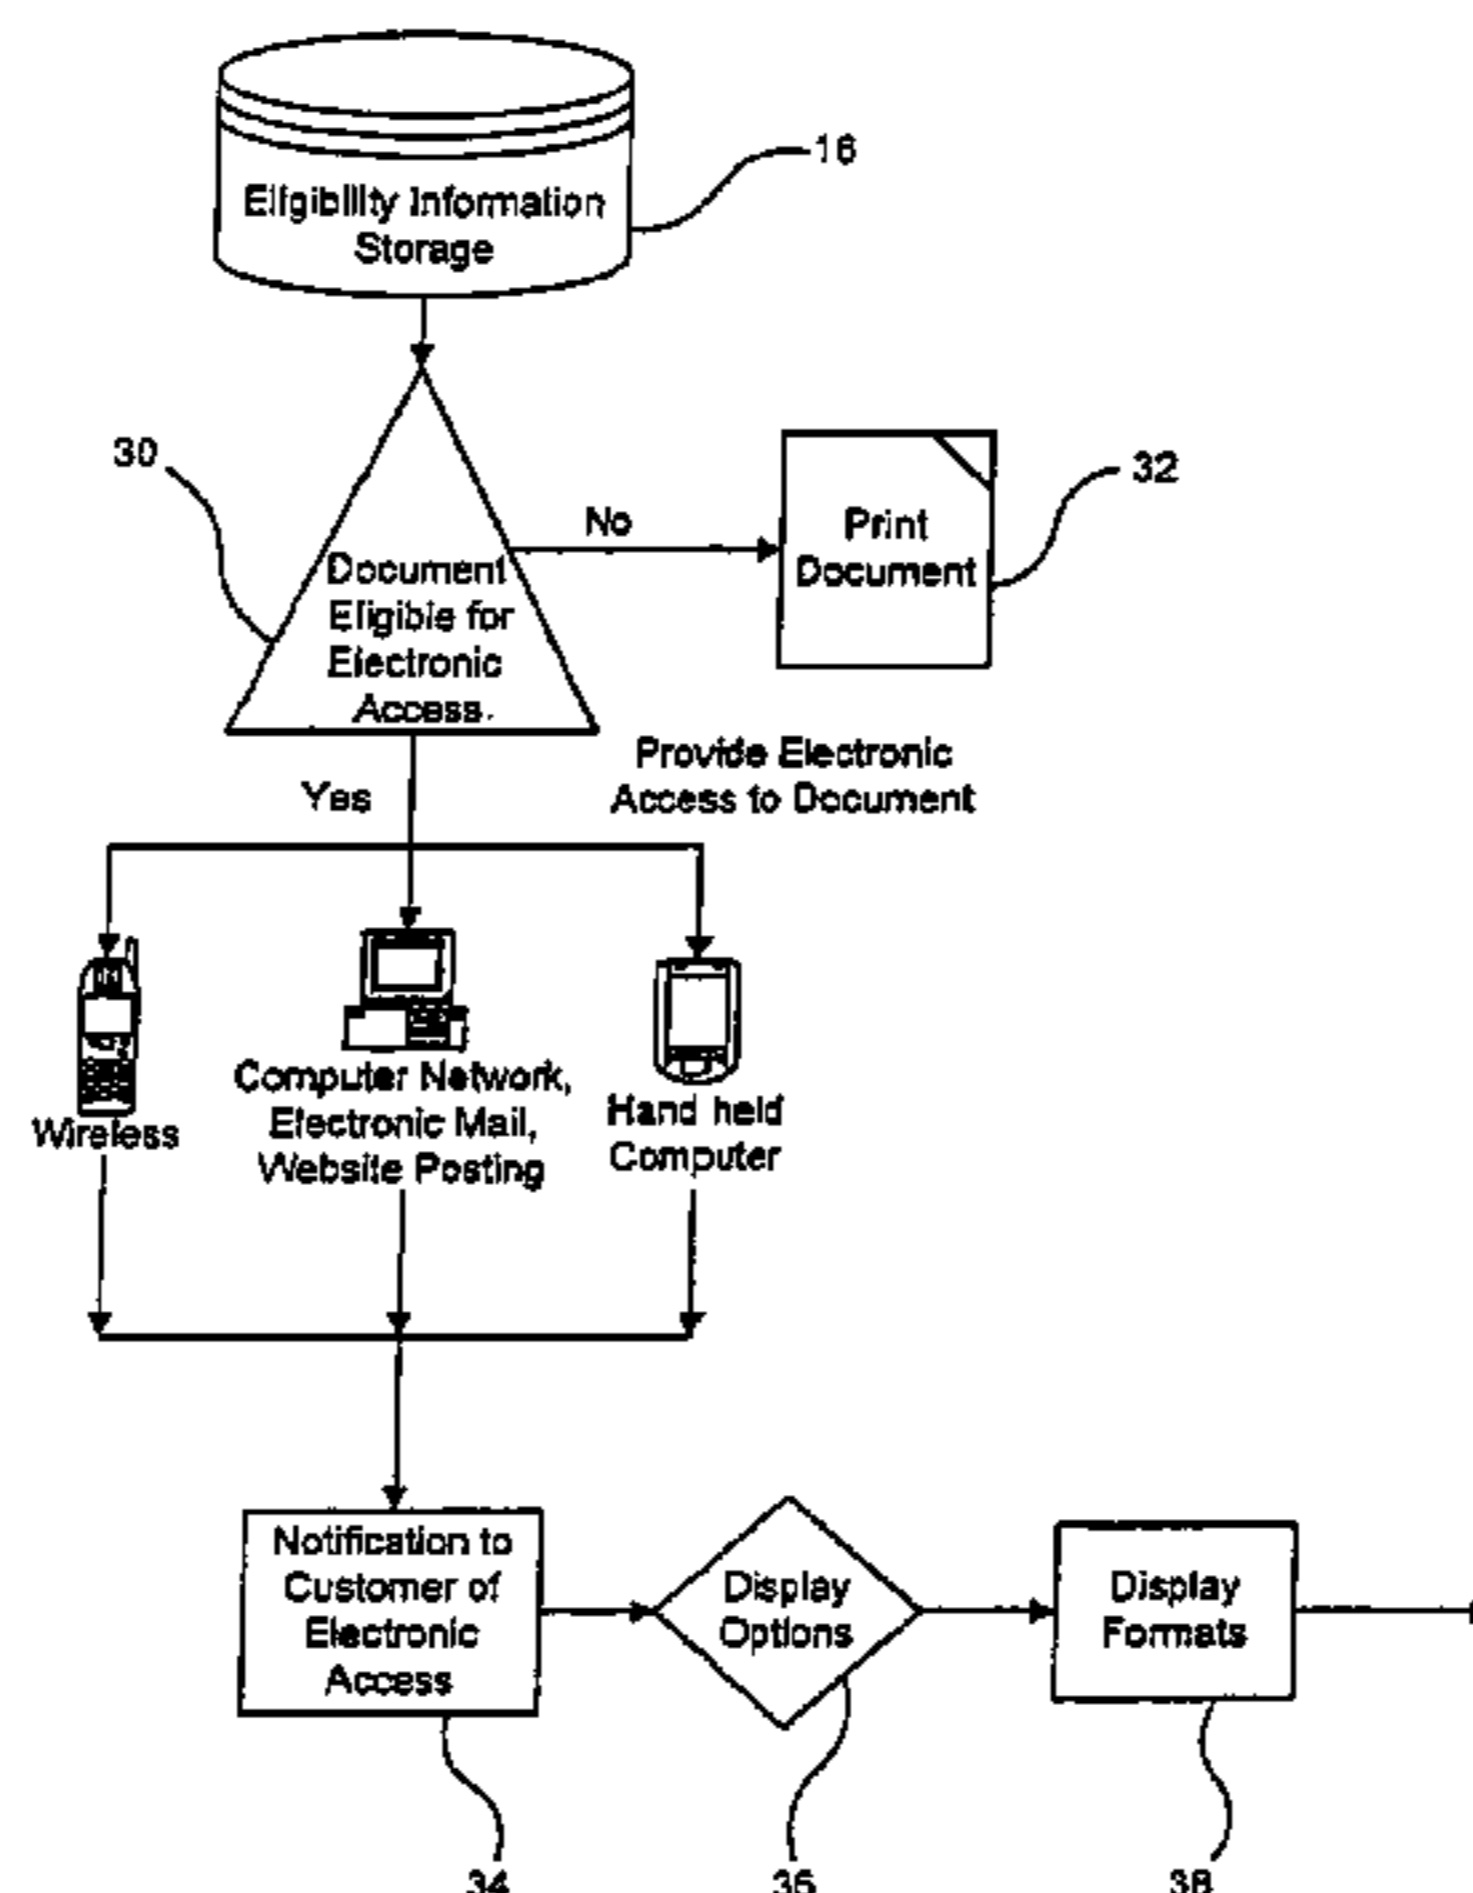 16
Eligibility Information
Storage
30
32
No
Print
Document
Document
Eligible for
Electronic
Access.
Provide Electronic
Access to Document
Yes
Wireless
Computer Network,
Electronic Mail,
Website Posting
Hand held
Computer
Notification to
Customer of
Electronic
Access
Display
Options
Display
Formats
34